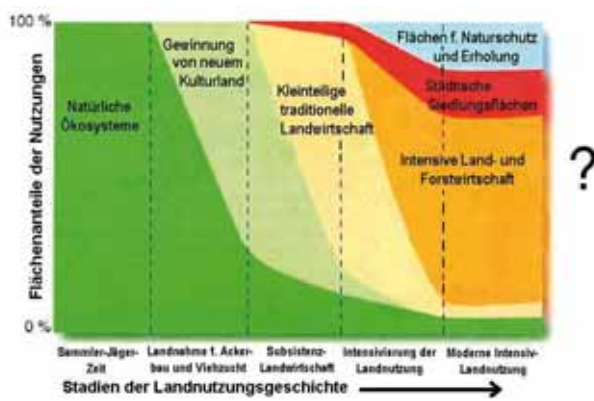 100 %
Flächenanteile der Nutzungen
0 %
Natürliche
Ökosysteme
Gewinnung
von neuem
Kulturland
Kleinteilige
traditionelle
Landwirtschaft
Flächen f. Naturschutz
und Erholung
Städtische
Siedlungsflächen
Intensive Land- und
Forstwirtschaft
?
Sammler-Jäger-
Zeit
Landnahme f. Acker-
bau und Viehzucht
Subsistenz-
Landwirtschaft
Intensivierung der
Landnutzung
Moderne Intensiv-
Landnutzung
Stadien der Landnutzungsgeschichte